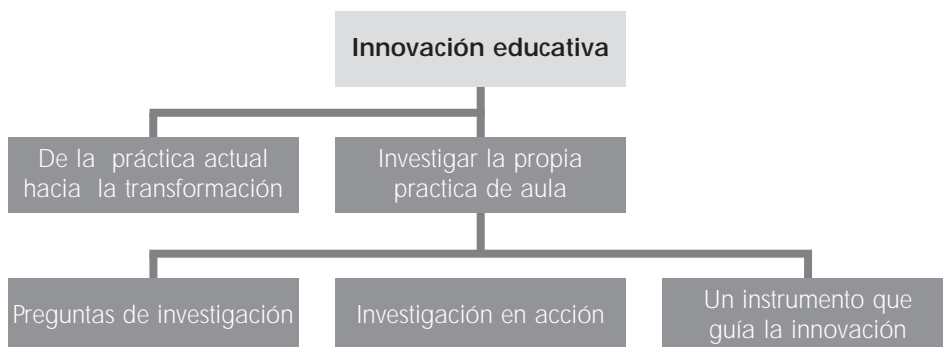 Innovación educativa
De la práctica actual
hacia la transformación
Investigar la propia
practica de aula
Preguntas de investigación
Investigación en acción
Un instrumento que
guía la innovación